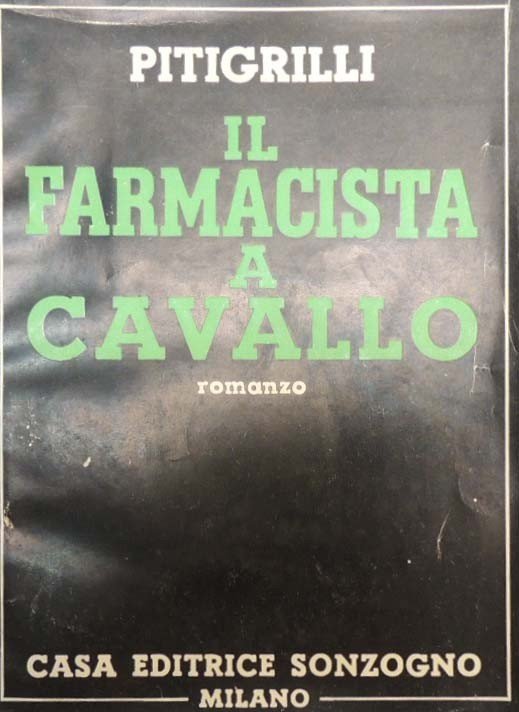 PITIGRILLI
IL
FARMACISTA
A
CAVALLO
romanzo
CASA EDITRICE SONZOGNO
MILANO